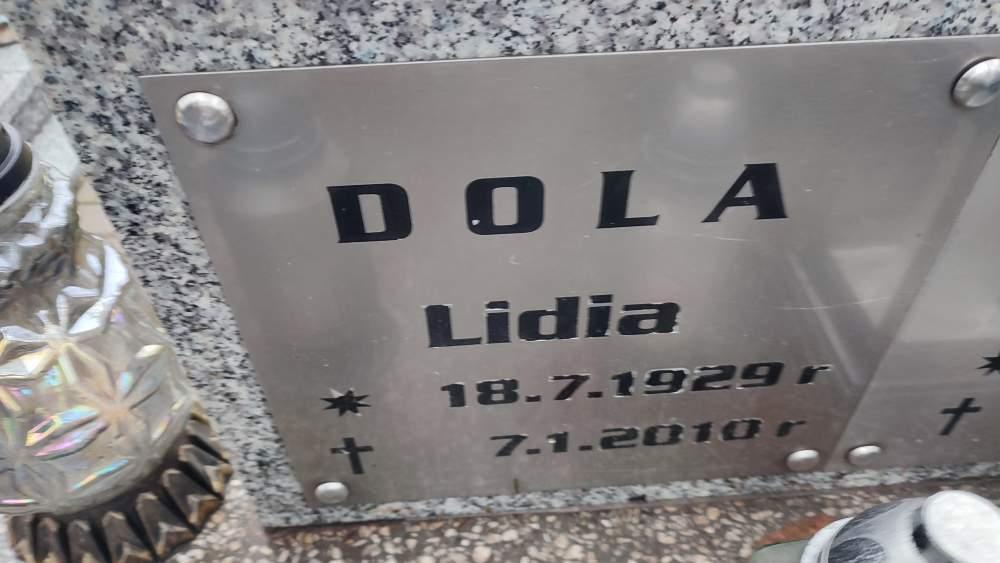 DOLA
Lidia
* 18.7.1929 r
† 7.1.2010 r